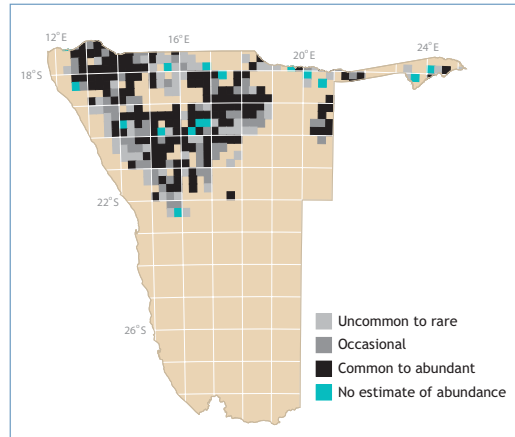 12°E
16°E
20°E
24°E
18°S
22°S
26°S
Uncommon to rare
Occasional
Common to abundant
No estimate of abundance